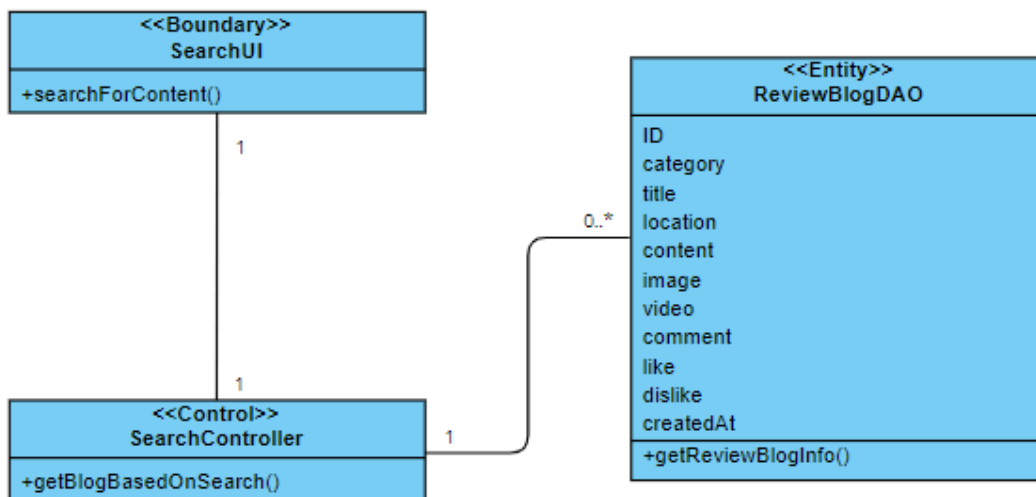 <<Boundary>>
SearchUI
+searchForContent()
1
1
<<Control>>
SearchController
+getBlogBasedOnSearch()
1
0..*
<<Entity>>
ReviewBlogDAO
ID
category
title
location
content
image
video
comment
like
dislike
createdAt
+getReviewBlogInfo()